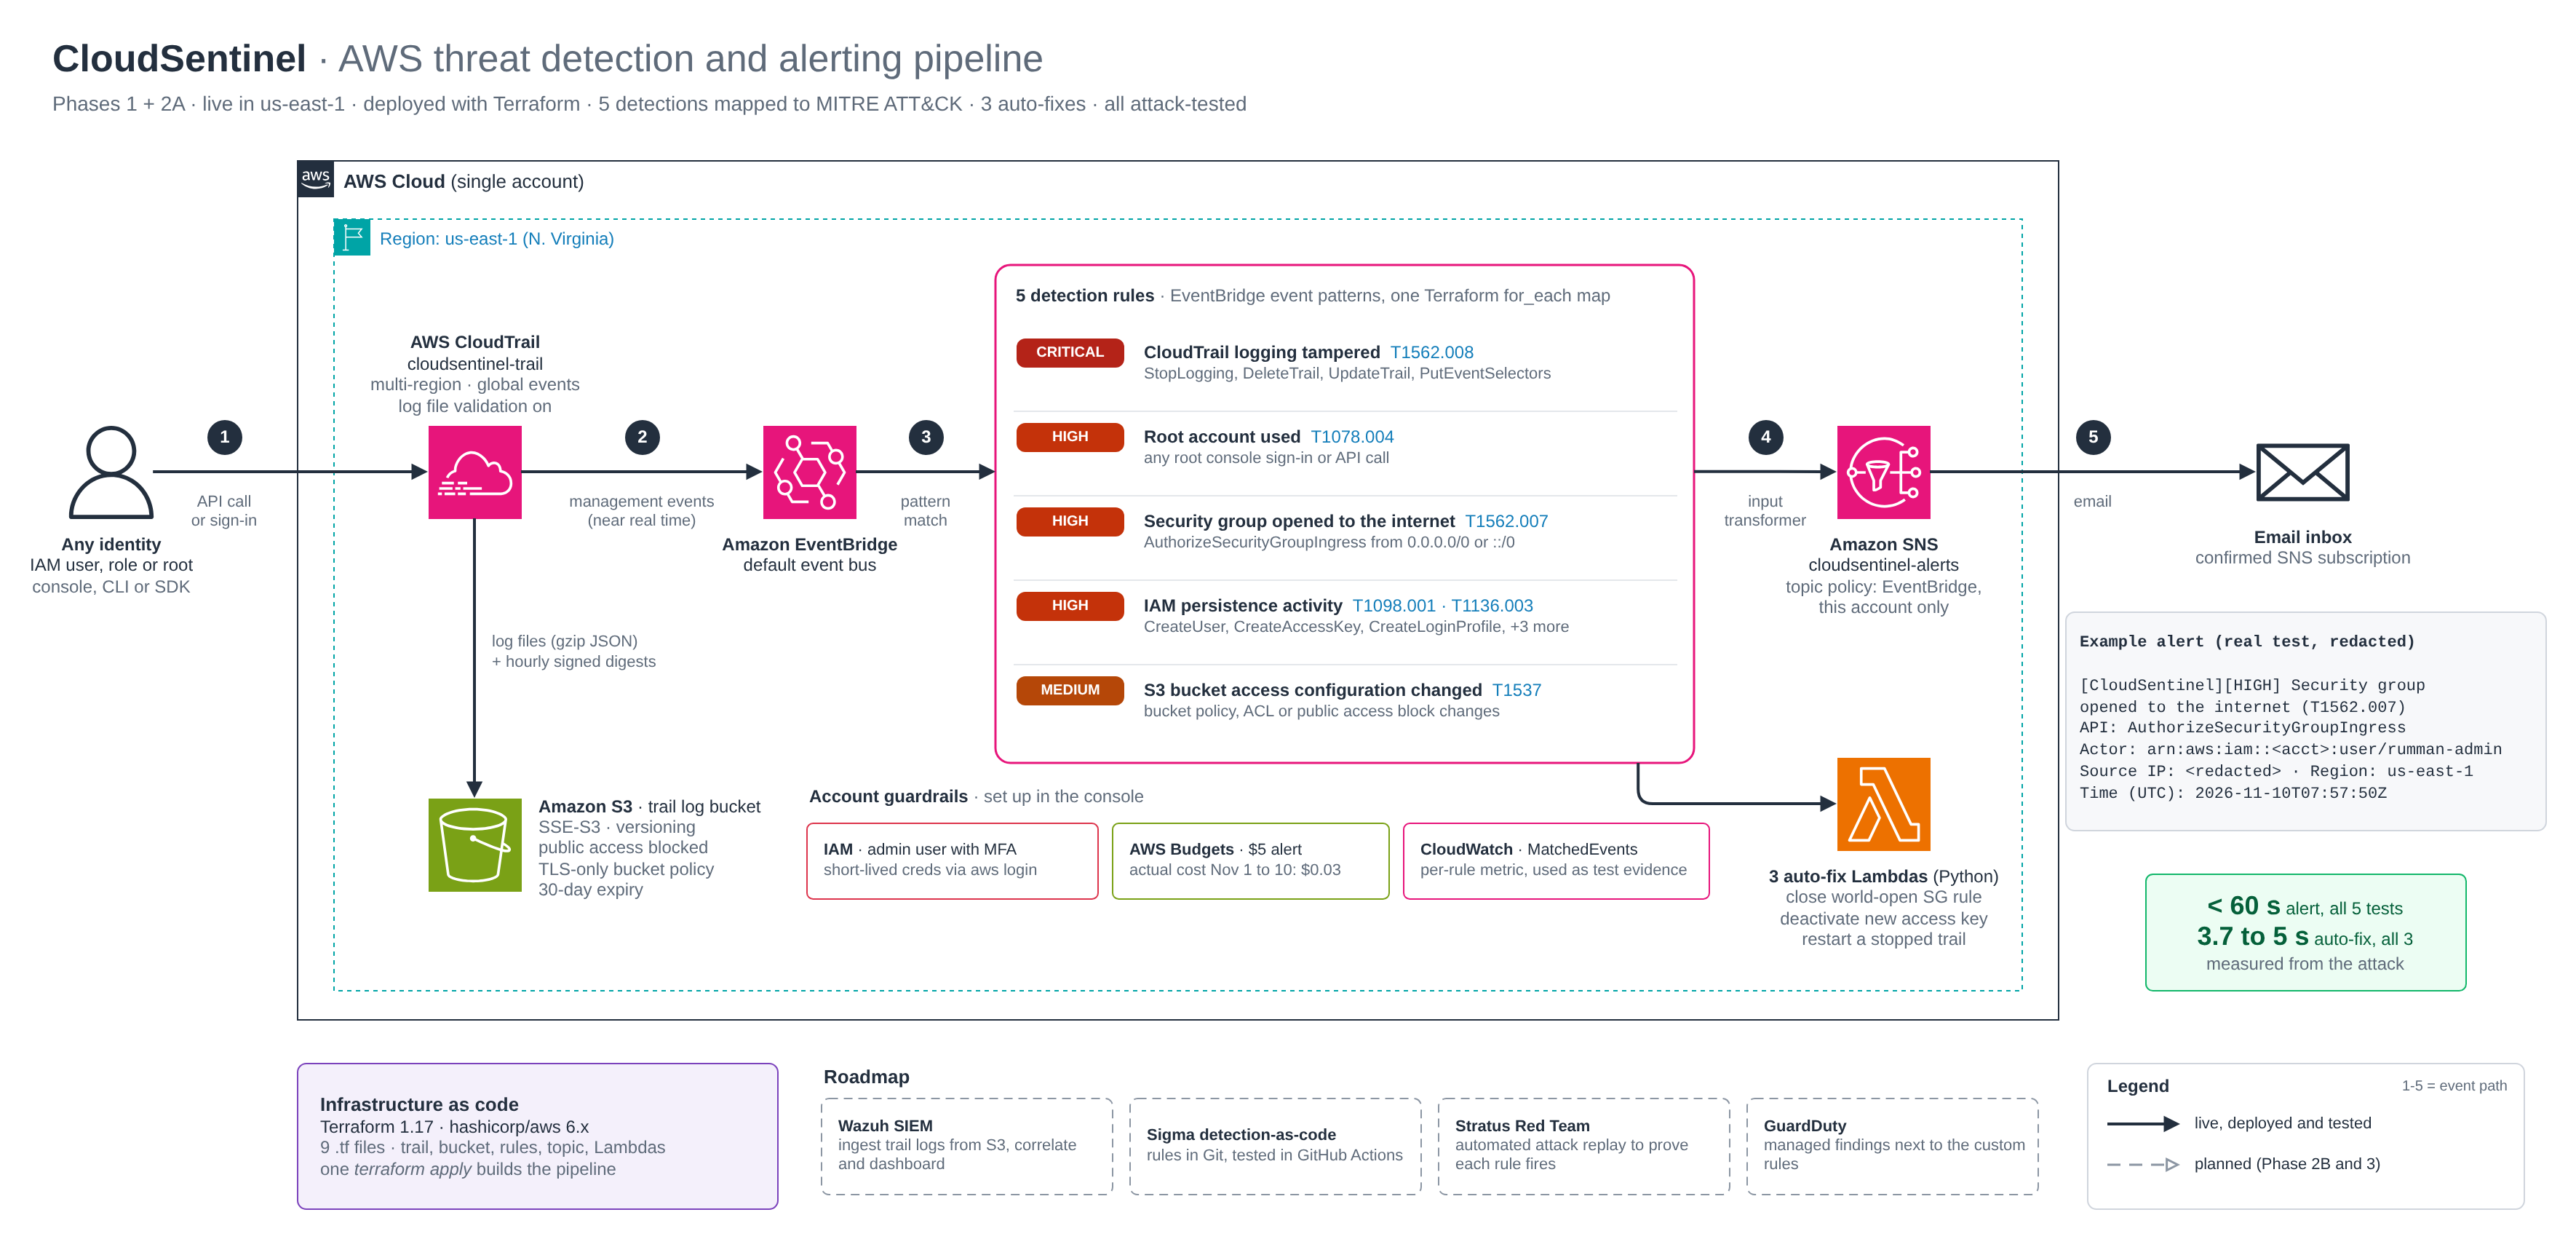 CloudSentinel · AWS threat detection and alerting pipeline
Phases 1 + 2A · live in us-east-1 · deployed with Terraform · 5 detections mapped to MITRE ATT&CK · 3 auto-fixes · all attack-tested
aws
AWS Cloud (single account)
Region: us-east-1 (N. Virginia)
1
API call
or sign-in
Any identity
IAM user, role or root
console, CLI or SDK
AWS CloudTrail
cloudsentinel-trail
multi-region · global events
log file validation on
2
management events
(near real time)
Amazon EventBridge
default event bus
3
pattern
match
log files (gzip JSON)
+ hourly signed digests
Amazon S3 · trail log bucket
SSE-S3 · versioning
public access blocked
TLS-only bucket policy
30-day expiry
5 detection rules · EventBridge event patterns, one Terraform for_each map
CRITICAL
CloudTrail logging tampered T1562.008
StopLogging, DeleteTrail, UpdateTrail, PutEventSelectors
HIGH
Root account used T1078.004
any root console sign-in or API call
HIGH
Security group opened to the internet T1562.007
AuthorizeSecurityGroupIngress from 0.0.0.0/0 or ::/0
HIGH
IAM persistence activity T1098.001 · T1136.003
CreateUser, CreateAccessKey, CreateLoginProfile, +3 more
MEDIUM
S3 bucket access configuration changed T1537
bucket policy, ACL or public access block changes
Account guardrails · set up in the console
IAM · admin user with MFA
short-lived creds via aws login
AWS Budgets · $5 alert
actual cost Nov 1 to 10: $0.03
CloudWatch · MatchedEvents
per-rule metric, used as test evidence
4
input
transformer
Amazon SNS
cloudsentinel-alerts
topic policy: EventBridge,
this account only
3 auto-fix Lambdas (Python)
close world-open SG rule
deactivate new access key
restart a stopped trail
5
email
Email inbox
confirmed SNS subscription
Example alert (real test, redacted)
[CloudSentinel][HIGH] Security group
opened to the internet (T1562.007)
API: AuthorizeSecurityGroupIngress
Actor: arn:aws:iam::<acct>:user/rumman-admin
Source IP: <redacted> · Region: us-east-1
Time (UTC): 2026-11-10T07:57:50Z
< 60 s alert, all 5 tests
3.7 to 5 s auto-fix, all 3
measured from the attack
Infrastructure as code
Terraform 1.17 · hashicorp/aws 6.x
9 .tf files · trail, bucket, rules, topic, Lambdas
one terraform apply builds the pipeline
Roadmap
Wazuh SIEM
ingest trail logs from S3, correlate
and dashboard
Sigma detection-as-code
rules in Git, tested in GitHub Actions
Stratus Red Team
automated attack replay to prove
each rule fires
GuardDuty
managed findings next to the custom
rules
Legend
1-5 = event path
live, deployed and tested
planned (Phase 2B and 3)